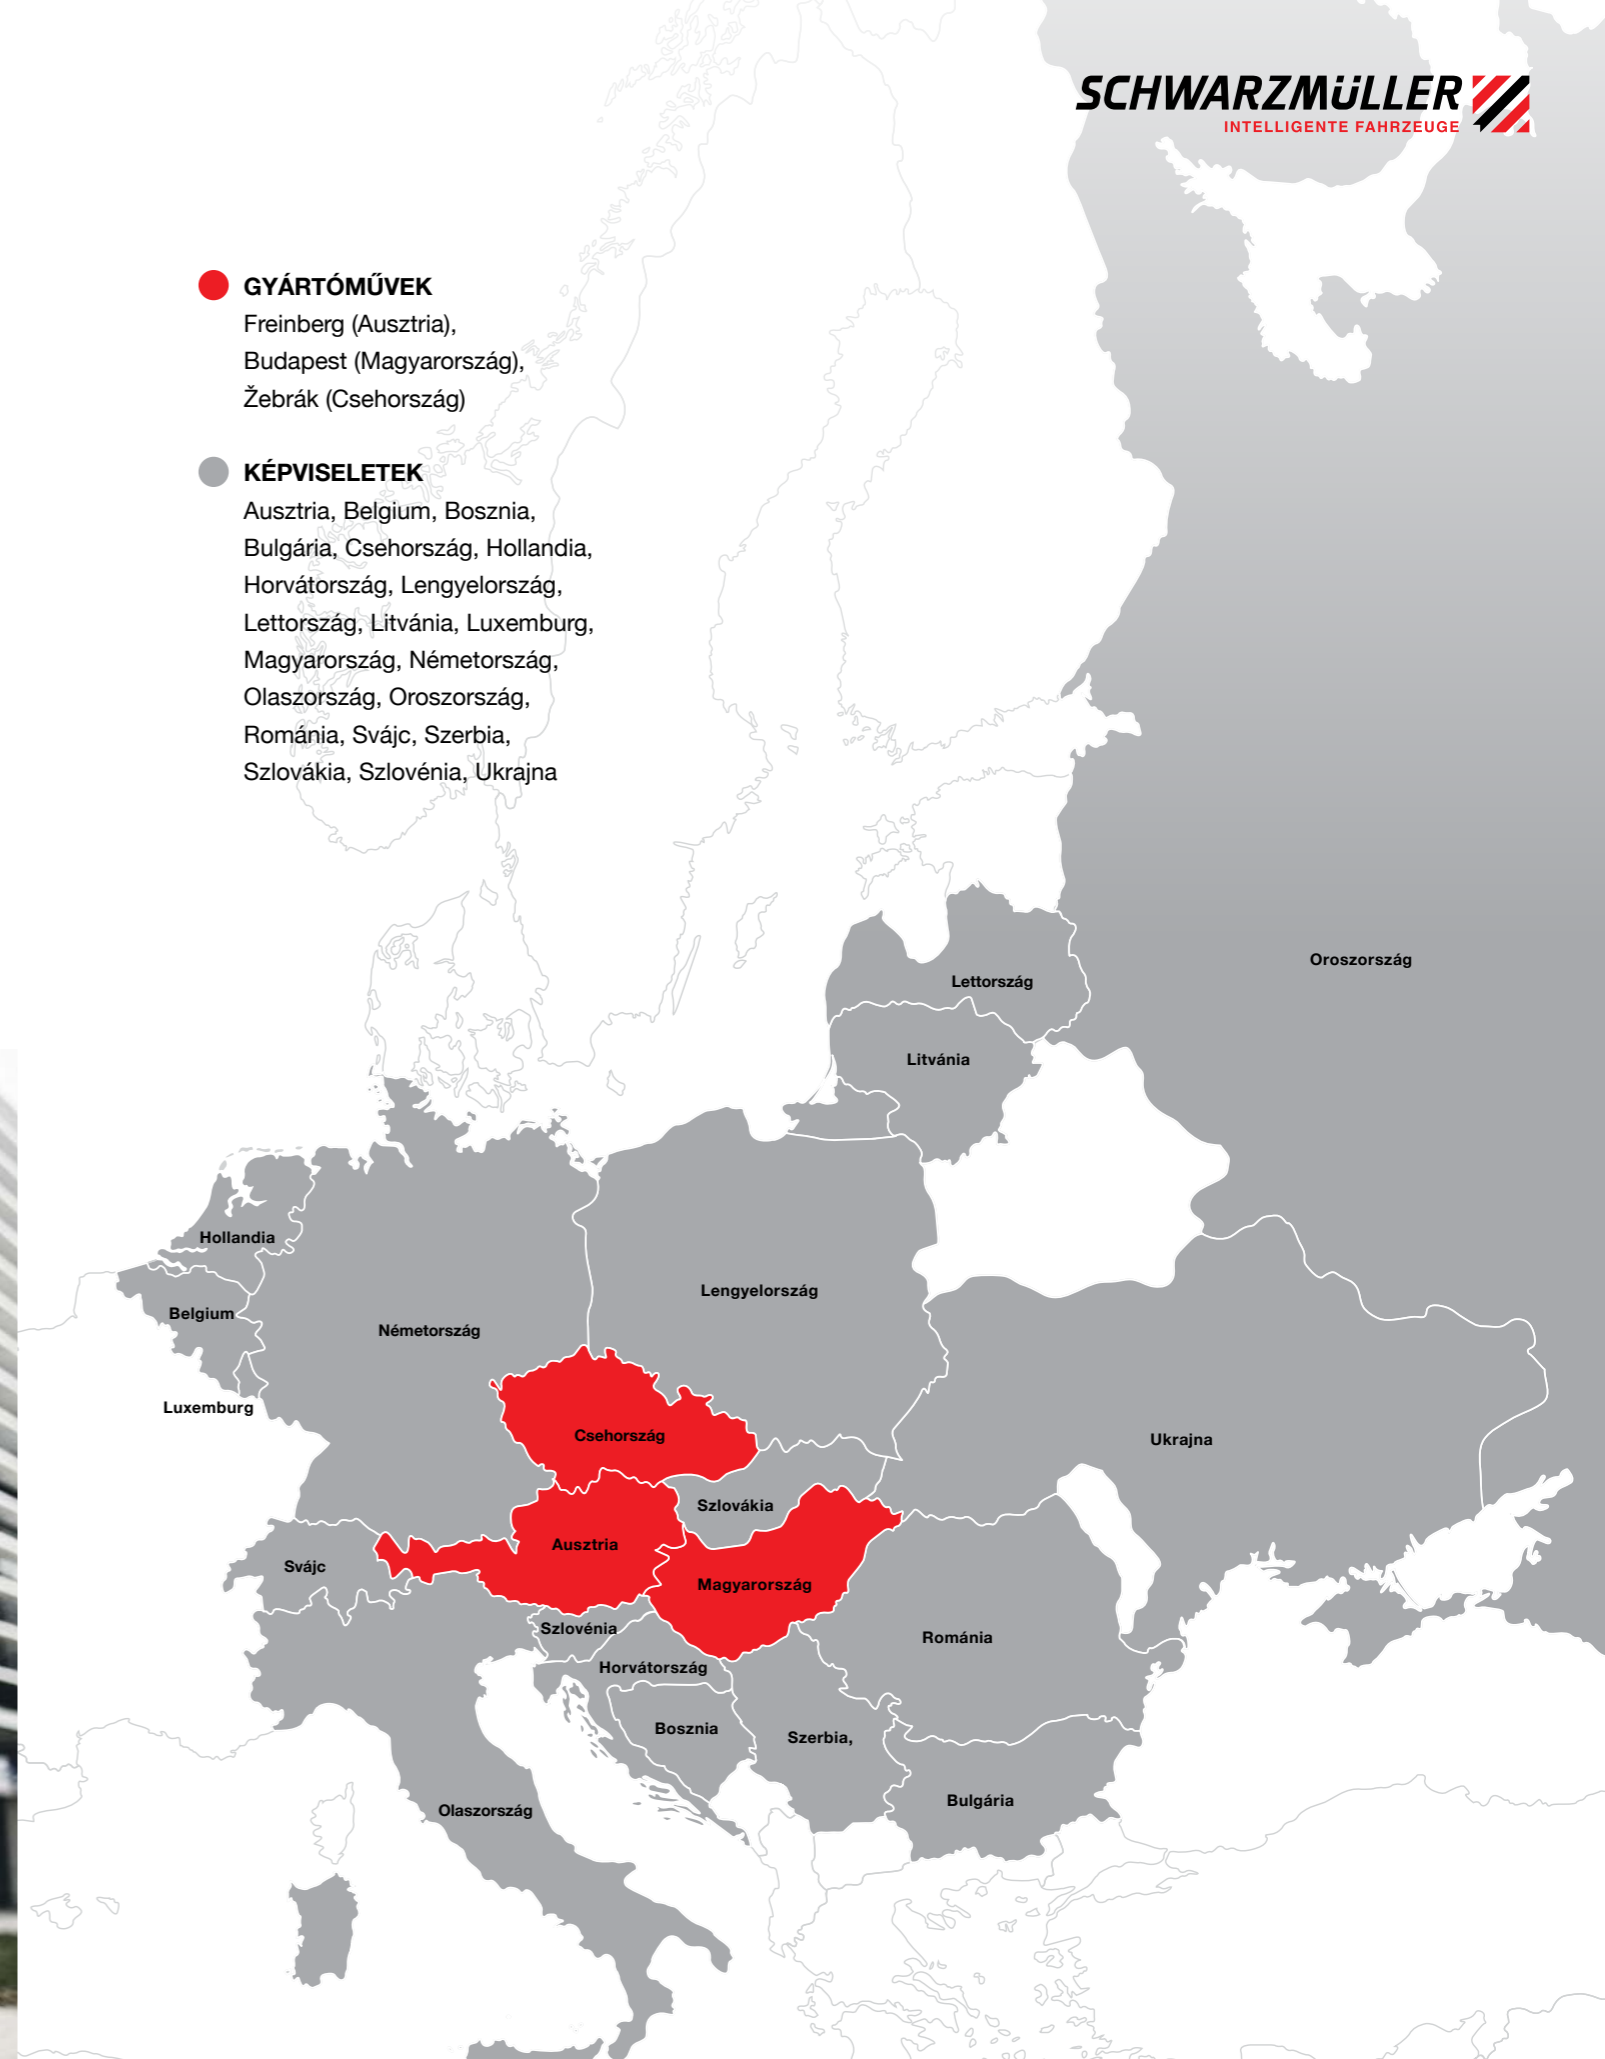 SCHWARZMÜLLER
INTELLIGENTE FAHRZEUGE
GYÁRTÓMŰVEK
Freinberg (Ausztria),
Budapest (Magyarország),
Žebrák (Csehország)
KÉPVISELETEK
Ausztria, Belgium, Bosznia,
Bulgária, Csehország, Hollandia,
Horvátország, Lengyelország,
Lettország, Litvánia, Luxemburg,
Magyarország, Németország,
Olaszország, Oroszország,
Románia, Svájc, Szerbia,
Szlovákia, Szlovénia, Ukrajna
Oroszország
Lettország
Litvánia
Hollandia
Lengyelország
Belgium
Németország
Luxemburg
Csehország
Ukrajna
Szlovákia
Ausztria
Svájc
Magyarország
Szlovénia
Románia
Horvátország
Bosznia
Szerbia,
Bulgária
Olaszország